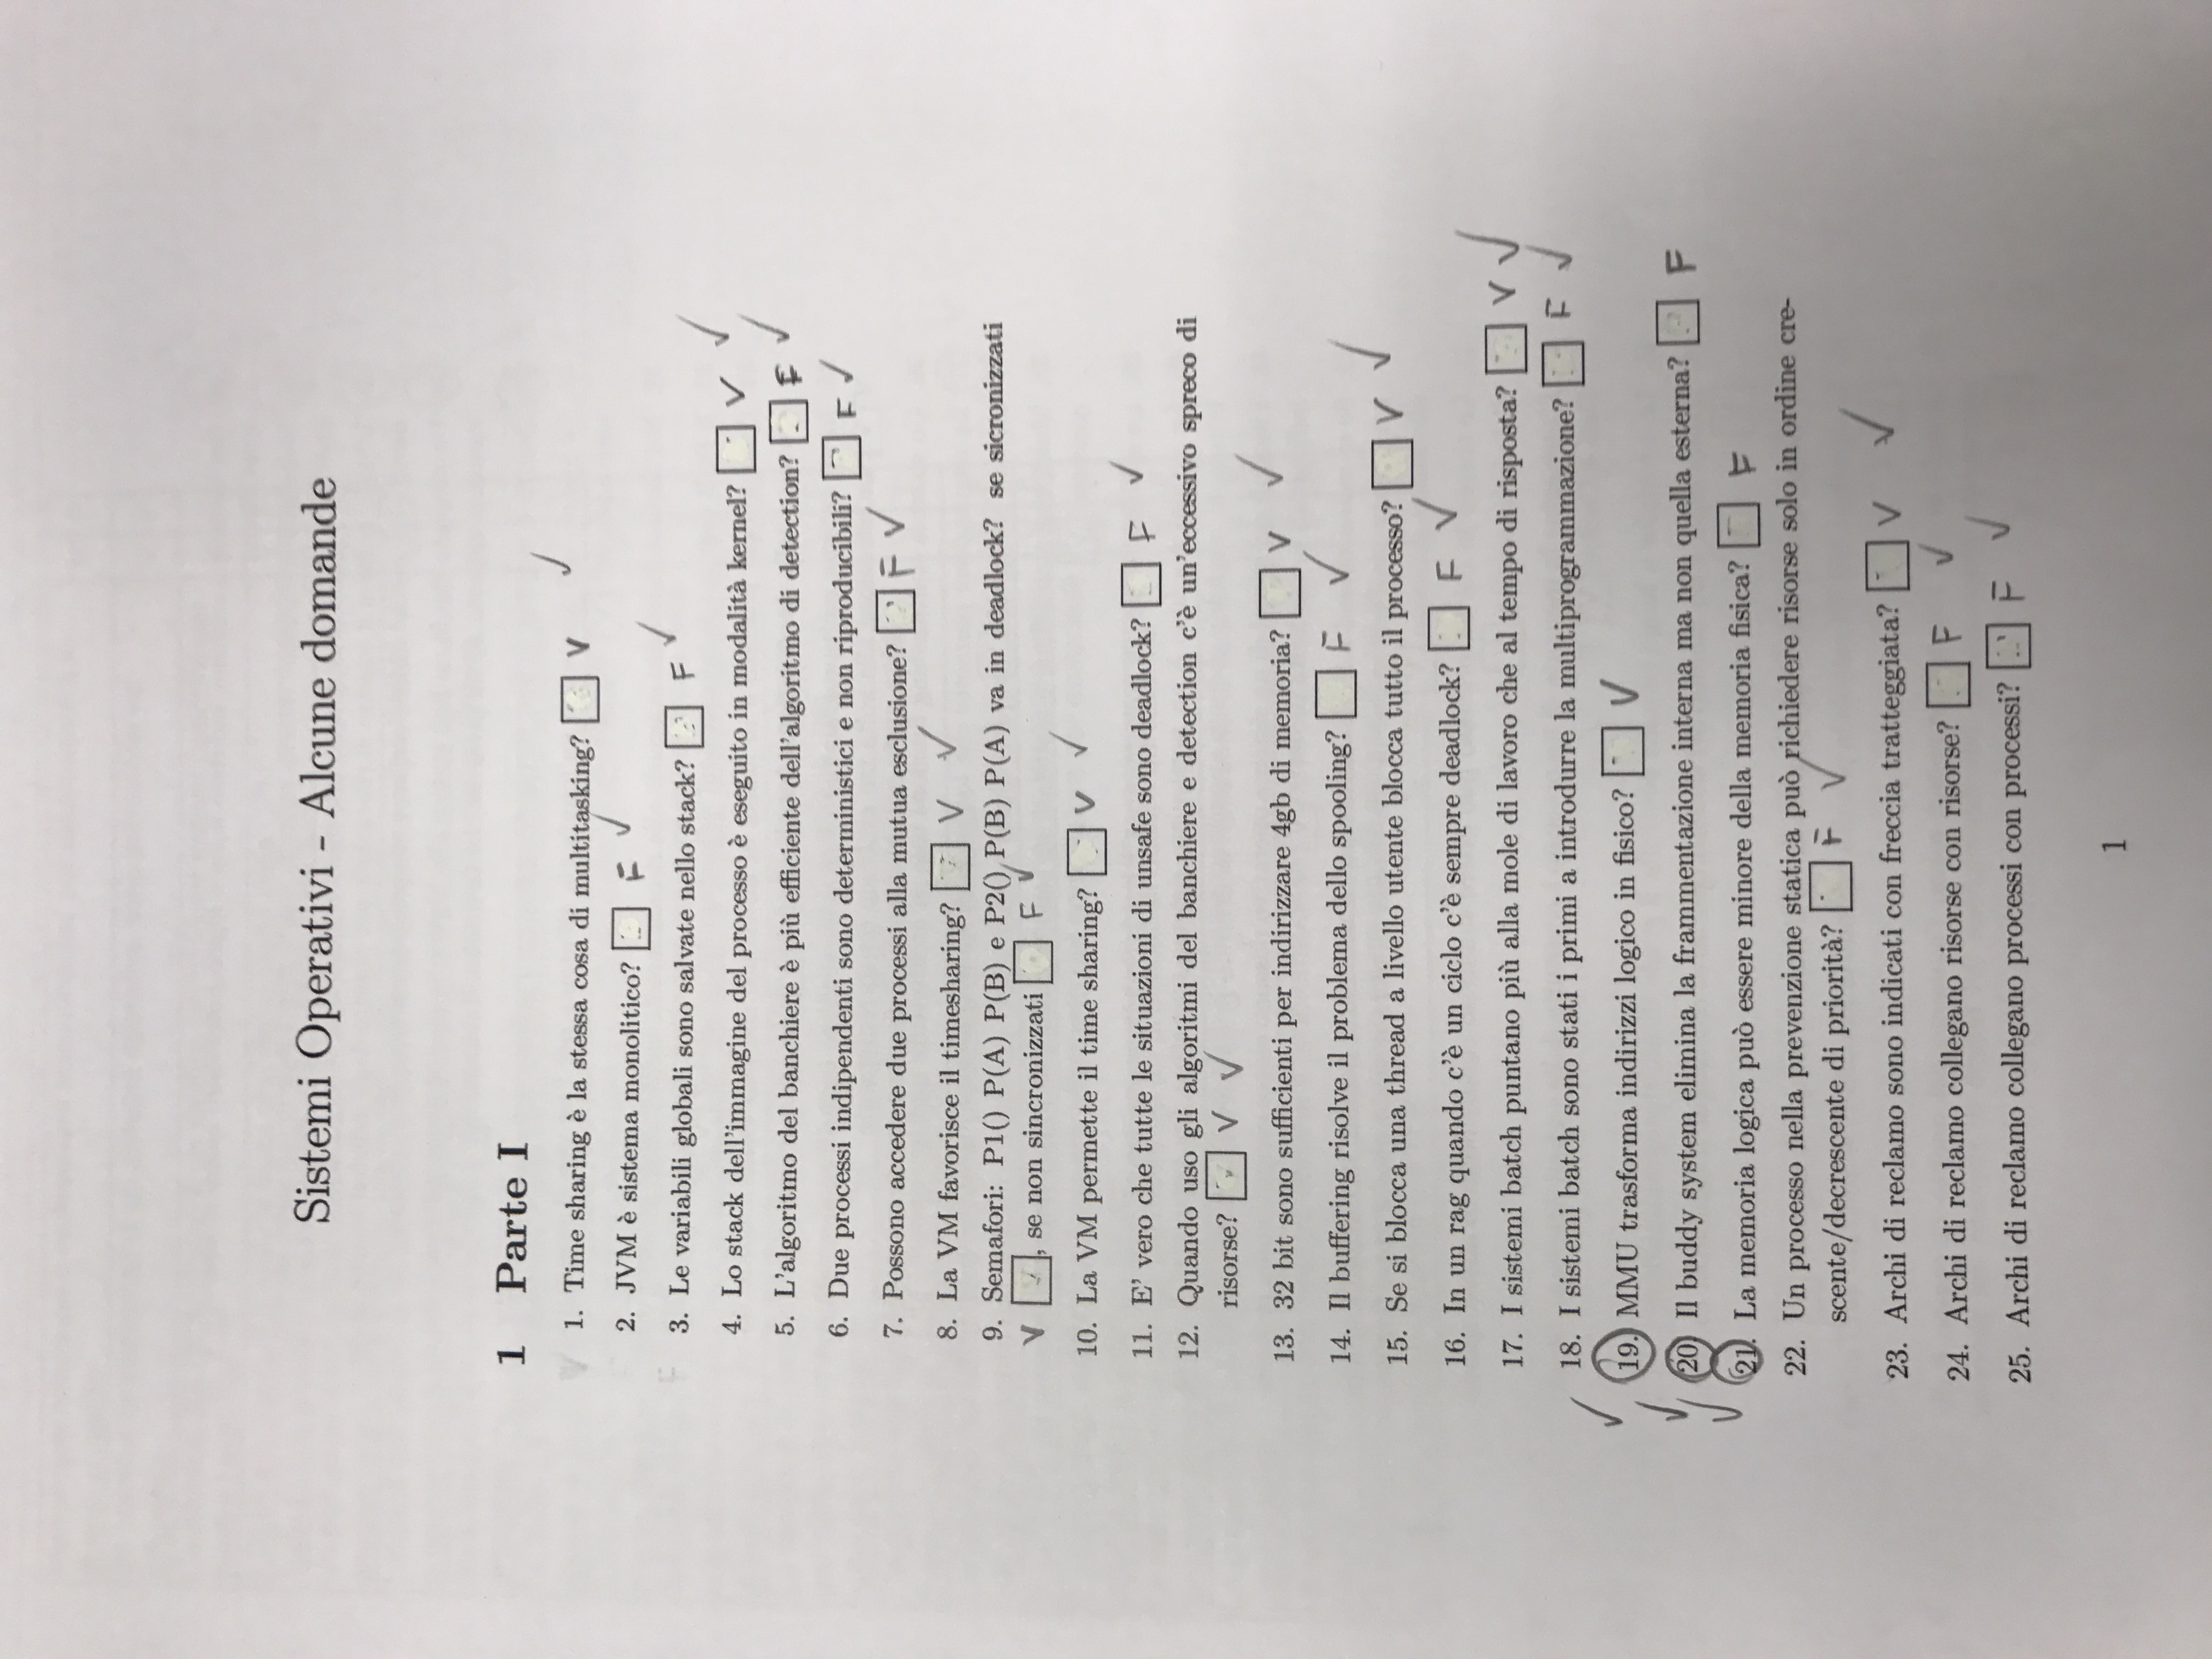 Sistemi Operativi - Alcune domande
1 Parte I
1. Time sharing è la stessa cosa di multitasking? V ✓
2. JVM è sistema monolitico? F ✓
3. Le variabili globali sono salvate nello stack? F ✓
4. Lo stack dell'immagine del processo è eseguito in modalità kernel? V ✓
5. L'algoritmo del banchiere è più efficiente dell'algoritmo di detection? F ✓
6. Due processi indipendenti sono deterministici e non riproducibili? F ✓
7. Possono accedere due processi alla mutua esclusione? F ✓
8. La VM favorisce il timesharing? V ✓
9. Semafori: P1() P(A) P(B) e P2() P(B) P(A) va in deadlock? se sicronizzati
V , se non sincronizzati F ✓
10. La VM permette il time sharing? V ✓
11. E' vero che tutte le situazioni di unsafe sono deadlock? F ✓
12. Quando uso gli algoritmi del banchiere e detection c'è un'eccessivo spreco di
risorse? V ✓
13. 32 bit sono sufficienti per indirizzare 4gb di memoria? V ✓
14. Il buffering risolve il problema dello spooling? F ✓
15. Se si blocca una thread a livello utente blocca tutto il processo? V ✓
16. In un rag quando c'è un ciclo c'è sempre deadlock? F ✓
17. I sistemi batch puntano più alla mole di lavoro che al tempo di risposta? V ✓
18. I sistemi batch sono stati i primi a introdurre la multiprogrammazione? F ✓
✓ 19. MMU trasforma indirizzi logico in fisico? V
✓ 20. Il buddy system elimina la frammentazione interna ma non quella esterna? F
✓ 21. La memoria logica può essere minore della memoria fisica? F
22. Un processo nella prevenzione statica può richiedere risorse solo in ordine cre-
scente/decrescente di priorità? F ✓
23. Archi di reclamo sono indicati con freccia tratteggiata? V ✓
24. Archi di reclamo collegano risorse con risorse? F ✓
25. Archi di reclamo collegano processi con processi? F ✓
1